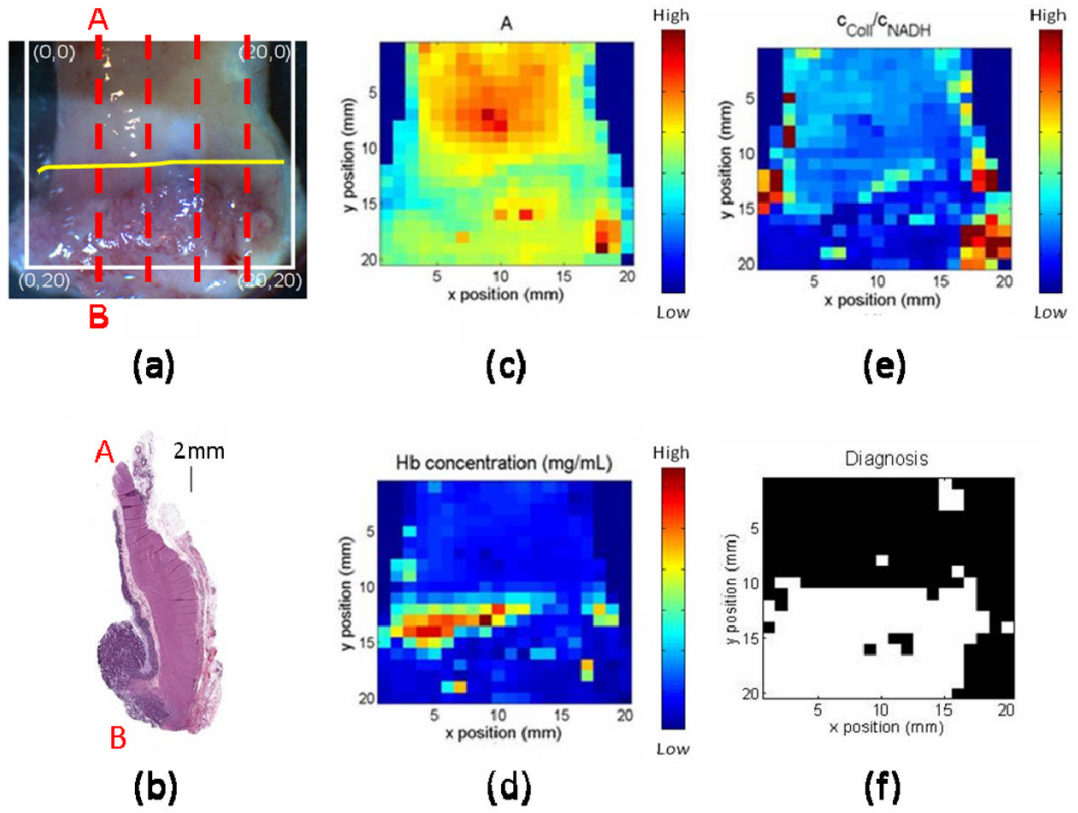 A
(0,0)
(20,0)
(0,20)
(20,20)
B
(a)
A
High
y position (mm)
5
10
15
20
5
10
15
20
x position (mm)
Low
(c)
cColl/cNADH
High
y position (mm)
5
10
15
20
5
10
15
20
x position (mm)
Low
(e)
A
2mm
B
(b)
Hb concentration (mg/mL)
High
y position (mm)
5
10
15
20
5
10
15
20
x position (mm)
Low
(d)
Diagnosis
y position (mm)
5
10
15
20
5
10
15
20
x position (mm)
(f)